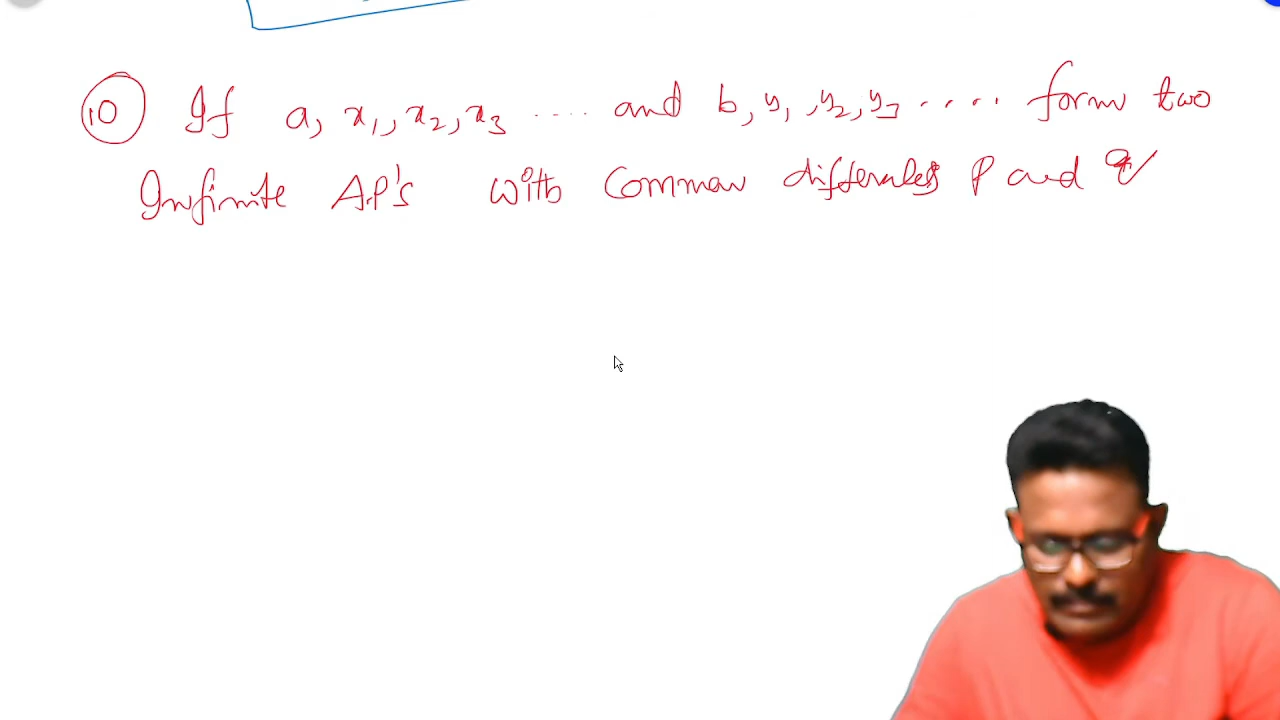 10 If a, x₁, x₂, x₃ ..... and b, y₁, y₂, y₃ ..... form two
Infinite A.P's with Common differences P and q